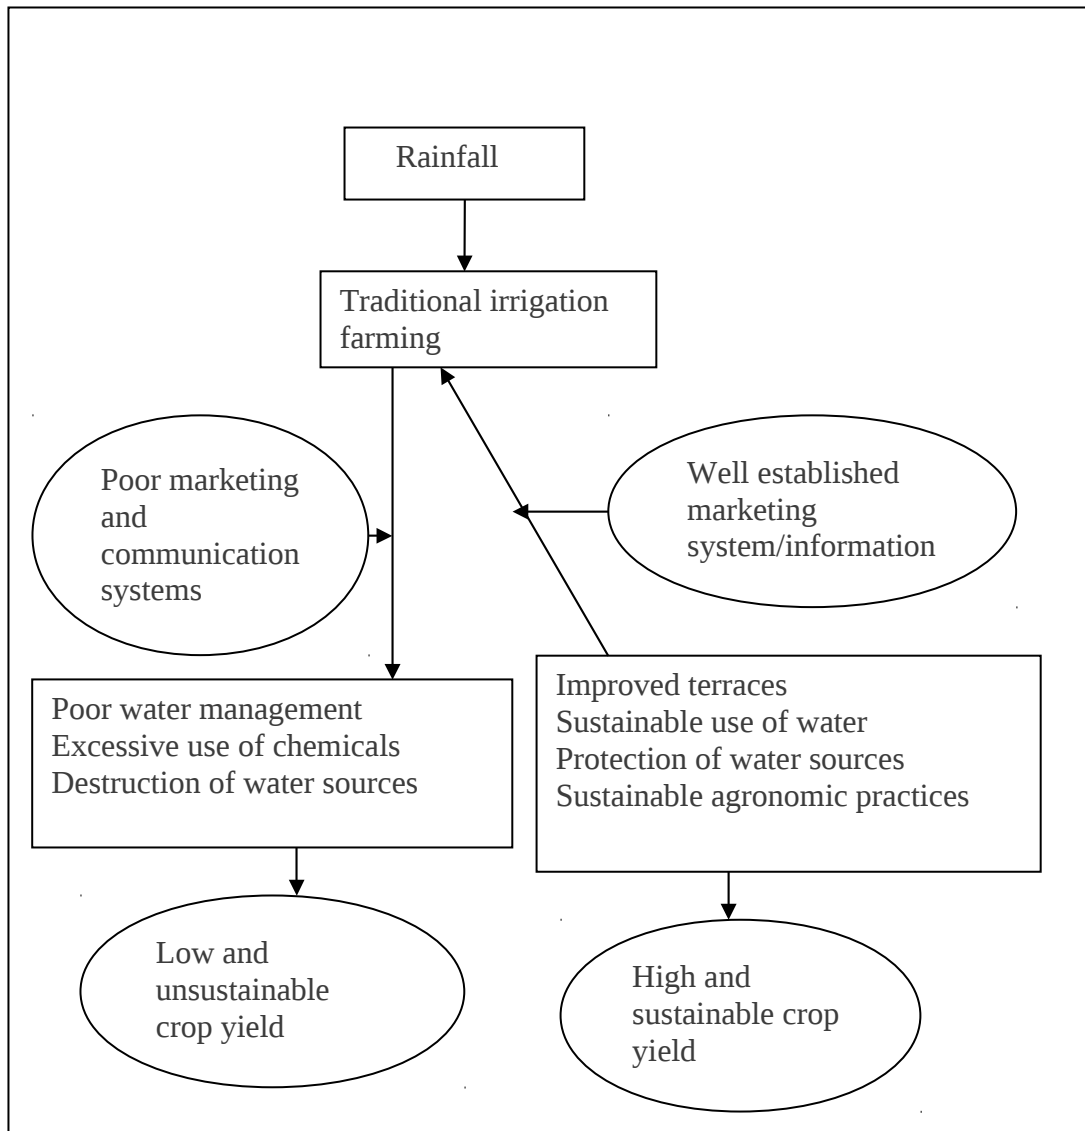 Rainfall
Traditional irrigation
farming
Poor marketing
and
communication
systems
Well established
marketing
system/information
Poor water management
Excessive use of chemicals
Destruction of water sources
Improved terraces
Sustainable use of water
Protection of water sources
Sustainable agronomic practices
Low and
unsustainable
crop yield
High and
sustainable crop
yield